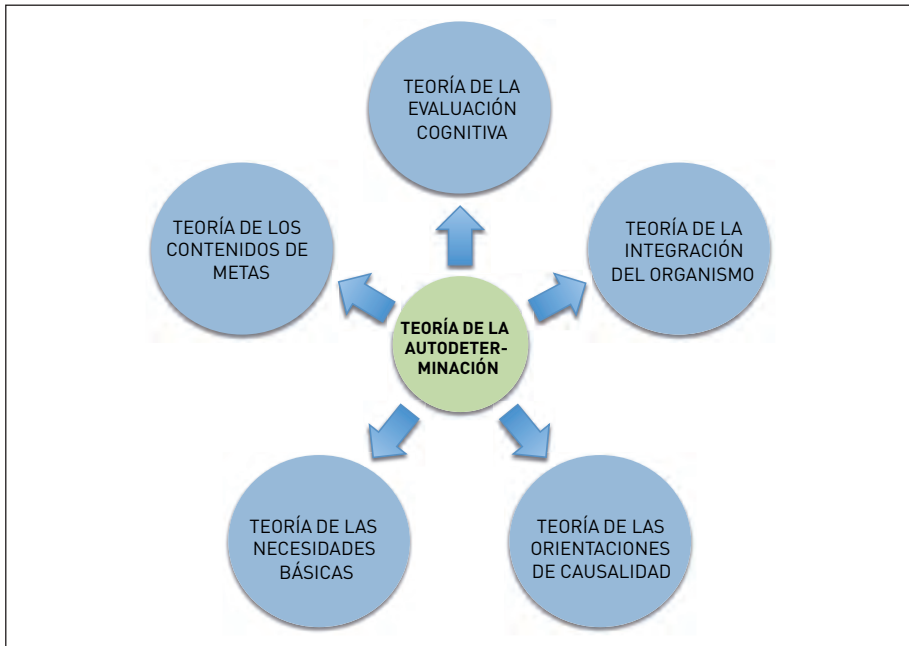 TEORÍA DE LA
EVALUACIÓN
COGNITIVA
TEORÍA DE LOS
CONTENIDOS DE
METAS
TEORÍA DE LA
INTEGRACIÓN
DEL ORGANISMO
TEORÍA DE LA
AUTODETER-
MINACIÓN
TEORÍA DE LAS
NECESIDADES
BÁSICAS
TEORÍA DE LAS
ORIENTACIONES
DE CAUSALIDAD